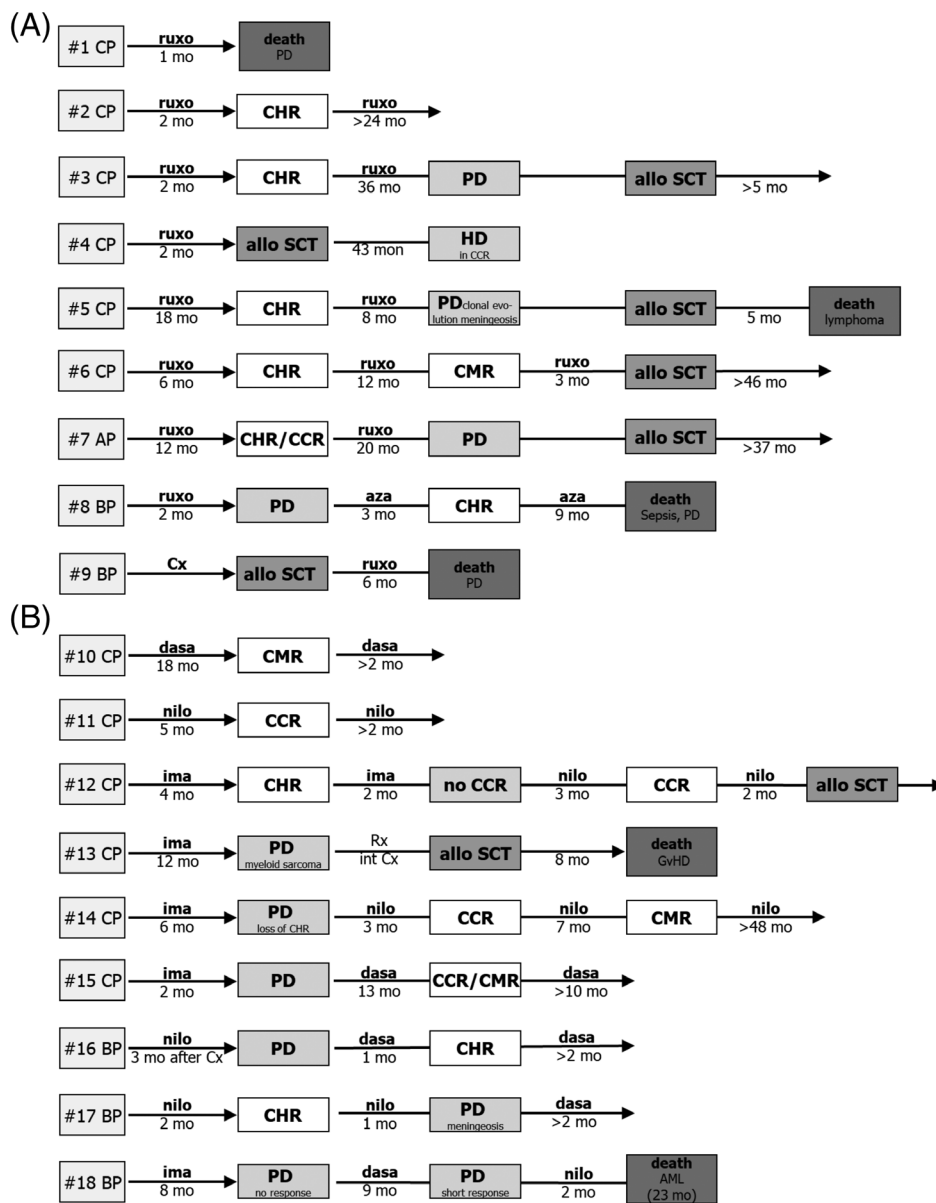 (A)
#1 CP ruxo 1 mo death PD
#2 CP ruxo 2 mo CHR ruxo >24 mo
#3 CP ruxo 2 mo CHR ruxo 36 mo PD allo SCT >5 mo
#4 CP ruxo 2 mo allo SCT 43 mon HD in CCR
#5 CP ruxo 18 mo CHR ruxo 8 mo PD clonal evo-lution meningeosis allo SCT 5 mo death lymphoma
#6 CP ruxo 6 mo CHR ruxo 12 mo CMR ruxo 3 mo allo SCT >46 mo
#7 AP ruxo 12 mo CHR/CCR ruxo 20 mo PD allo SCT >37 mo
#8 BP ruxo 2 mo PD aza 3 mo CHR aza 9 mo death Sepsis, PD
#9 BP Cx allo SCT ruxo 6 mo death PD
(B)
#10 CP dasa 18 mo CMR dasa >2 mo
#11 CP nilo 5 mo CCR nilo >2 mo
#12 CP ima 4 mo CHR ima 2 mo no CCR nilo 3 mo CCR nilo 2 mo allo SCT
#13 CP ima 12 mo PD myeloid sarcoma Rx int Cx allo SCT 8 mo death GvHD
#14 CP ima 6 mo PD loss of CHR nilo 3 mo CCR nilo 7 mo CMR nilo >48 mo
#15 CP ima 2 mo PD dasa 13 mo CCR/CMR dasa >10 mo
#16 BP nilo 3 mo after Cx PD dasa 1 mo CHR dasa >2 mo
#17 BP nilo 2 mo CHR nilo 1 mo PD meningeosis dasa >2 mo
#18 BP ima 8 mo PD no response dasa 9 mo PD short response nilo 2 mo death AML (23 mo)